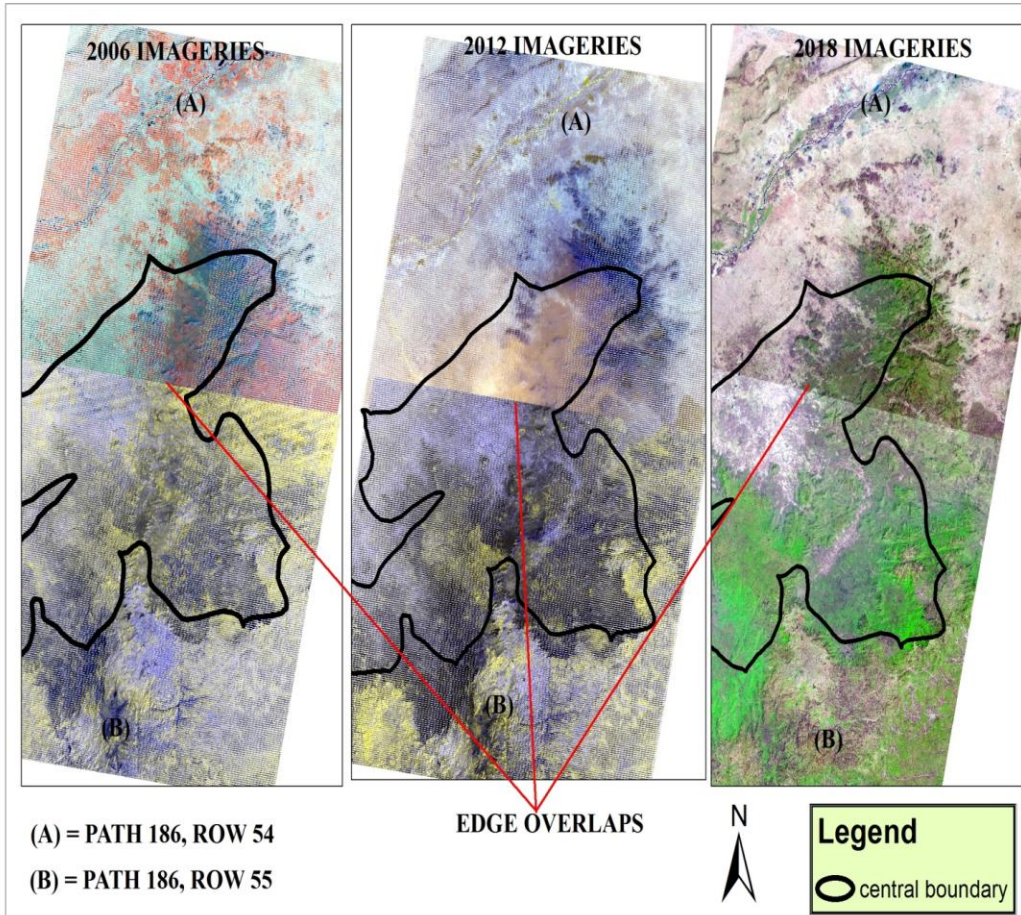 2006 IMAGERIES
2012 IMAGERIES
2018 IMAGERIES
(A)
(A)
(A)
(B)
(B)
(B)
EDGE OVERLAPS
(A) = PATH 186, ROW 54
(B) = PATH 186, ROW 55
N
Legend
central boundary